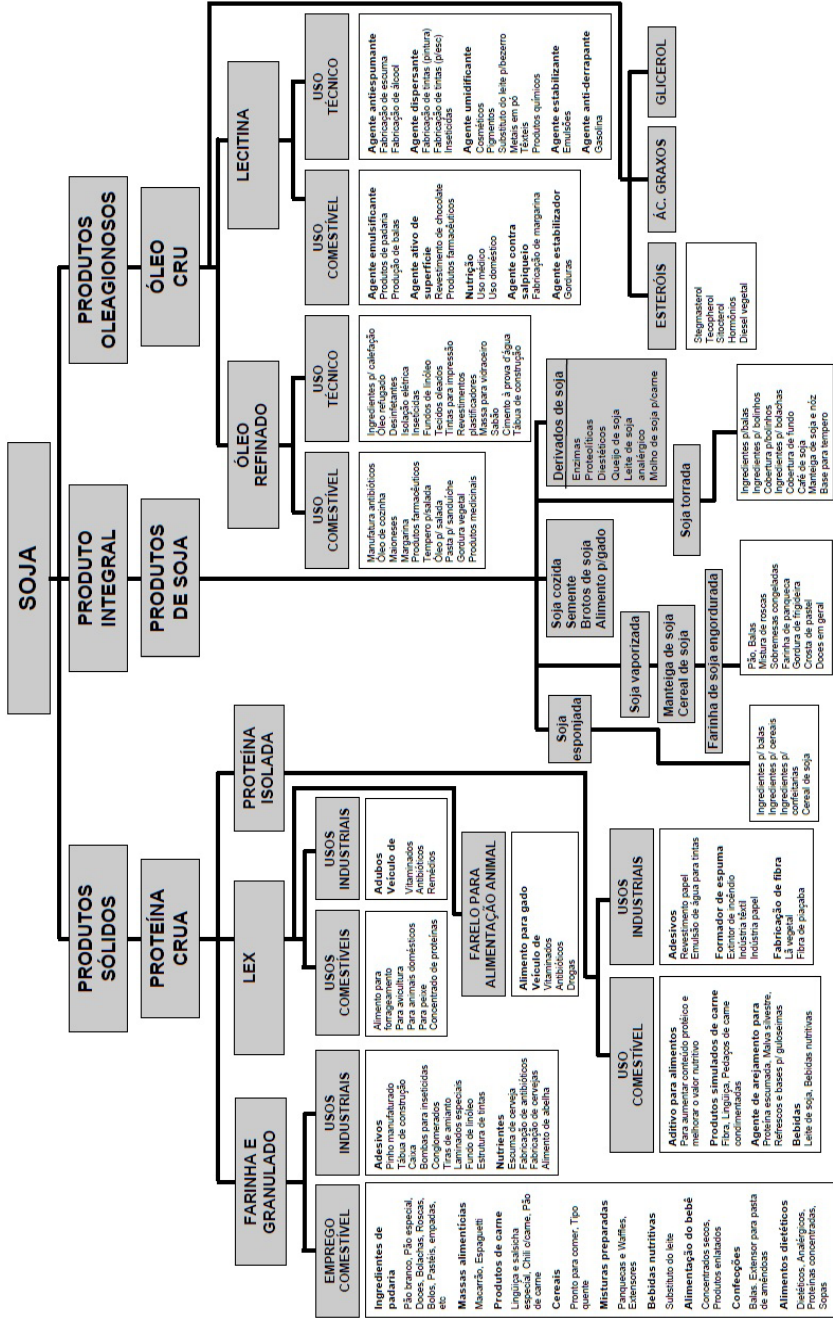 SOJA
PRODUTOS
SÓLIDOS
PRODUTO
INTEGRAL
PRODUTOS
OLEAGIONOSOS
PROTEÍNA
CRUA
PRODUTOS
DE SOJA
ÓLEO
CRU
FARINHA E
GRANULADO
LEX
PROTEÍNA
ISOLADA
ÓLEO
REFINADO
LECITINA
EMPREGO
COMESTÍVEL
USOS
INDUSTRIAIS
USOS
COMESTÍVEIS
USOS
INDUSTRIAIS
USO
COMESTÍVEL
USO
TÉCNICO
USO
COMESTÍVEL
USO
TÉCNICO
Ingredientes de
padaria
Pão branco, Pão especial,
Doces, Bolachas, Roscas,
Bolos, Pastéis, empadas,
etc
Massas alimentícias
Macarrão, Espaguetti
Produtos de carne
Lingüiça e salsicha
especial, Chili c/carne, Pão
de carne
Cereais
Pronto para comer, Tipo
quente
Misturas preparadas
Panquecas e Waffles,
Extensores
Bebidas nutritivas
Substituto do leite
Alimentação do bebê
Concentrados secos,
Produtos enlatados
Confecções
Balas. Extensor para pasta
de amêndoas
Alimentos dietéticos
Dietéticos, Analérgicos,
Proteínas concentradas,
Sopas
Adesivos
Pinho manufaturado
Tábua de construção
Caixa
Bombas para inseticidas
Conglomerados
Tiras de amianto
Laminados especiais
Fundo de linóleo
Estrutura de tintas
Nutrientes
Escuma de cerveja
Fabricação de antibióticos
Fabricação de cervejas
Alimento de abelha
Alimento para
forrageamento
Para avicultura
Para animais domésticos
Para peixe
Concentrado de proteínas
Adubos
Veículo de
Vitaminados
Antibióticos
Remédios
FARELO PARA
ALIMENTAÇÃO ANIMAL
Alimento para gado
Veículo de
Vitaminados
Antibióticos
Drogas
USO
COMESTÍVEL
USOS
INDUSTRIAIS
Aditivo para alimentos
Para aumentar conteúdo protéico e
melhorar o valor nutritivo
Produtos simulados de carne
Fibra, Lingüiça, Pedaços de carne
condimentadas
Agente de arejamento para
Proteína escumada, Malva silvestre,
Refrescos e bases p/ guloseimas
Bebidas
Leite de soja, Bebidas nutritivas
Adesivos
Revestimento papel
Emulsão de água para tintas
Formador de espuma
Extintor de incêndio
Indústria têxtil
Indústria papel
Fabricação de fibra
Lã vegetal
Fibra de piaçaba
Manufatura antibióticos
Óleo de cozinha
Maioneses
Margarina
Produtos farmacêuticos
Tempero p/salada
Óleo p/ salada
Pasta p/ sanduíche
Gordura vegetal
Produtos medicinais
Ingredientes p/ calefação
Óleo refugado
Desinfetantes
Isolação elétrica
Inseticidas
Fundos de linóleo
Tecidos oleados
Tintas para impressão
Revestimentos
plastificadores
Massa para vidraceiro
Sabão
Cimento à prova d'água
Tábua de construção
Agente emulsificante
Produtos de padaria
Produção de balas
Agente ativo de
superfície
Revestimento de chocolate
Produtos farmacêuticos
Nutrição
Uso médico
Uso doméstico
Agente contra
salpiqueio
Fabricação de margarina
Agente estabilizador
Gorduras
Agente antiespumante
Fabricação de escuma
Fabricação de álcool
Agente dispersante
Fabricação de tintas (pintura)
Fabricação de tintas (p/esc)
Inseticidas
Agente umidificante
Cosméticos
Pigmentos
Substituto do leite p/bezerro
Metais em pó
Têxteis
Produtos químicos
Agente estabilizante
Emulsões
Agente anti-derrapante
Gasolina
Soja
esponjada
Soja cozida
Semente
Brotos de soja
Alimento p/gado
Derivados de soja
Enzimas
Proteolíticas
Diestéticos
Queijo de soja
Leite de soja
analérgico
Molho de soja p/carne
Soja vaporizada
Manteiga de soja
Cereal de soja
Farinha de soja engordurada
Soja torrada
Ingredientes p/ balas
Ingredientes p/ cereais
Ingredientes p/
confeitarias
Cereal de soja
Pão, Balas
Mistura de roscas
Sobremesas congeladas
Farinha de panqueca
Gordura de frigideira
Crosta de pastel
Doces em geral
Ingredientes p/balas
Ingredientes p/ bolinhos
Cobertura p/bolinhos
Ingredientes p/ bolachas
Cobertura de fundo
Café de soja
Manteiga de soja e nóz
Base para tempero
ESTERÓIS
ÁC. GRAXOS
GLICEROL
Stegmasterol
Tecopherol
Sitocterol
Hormônios
Diesel vegetal